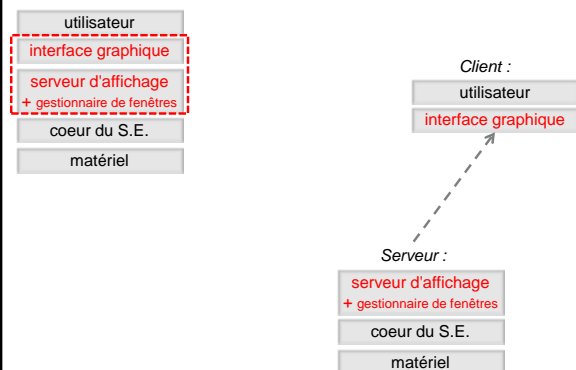 utilisateur
interface graphique
serveur d'affichage
+ gestionnaire de fenêtres
coeur du S.E.
matériel
Client :
utilisateur
interface graphique
Serveur :
serveur d'affichage
+ gestionnaire de fenêtres
coeur du S.E.
matériel